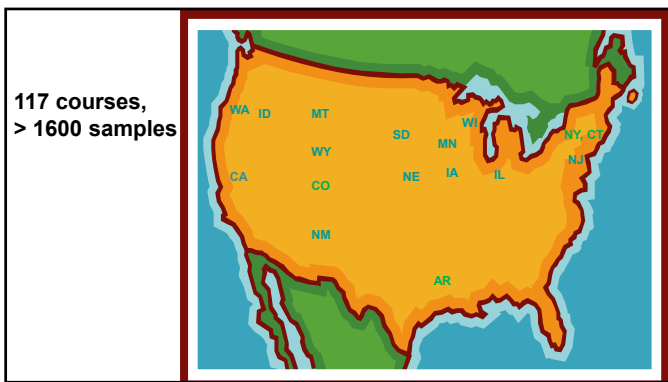 117 courses,
> 1600 samples
WA
ID
MT
WI
SD
NY, CT
MN
WY
NJ
CA
CO
NE
IA
IL
NM
AR